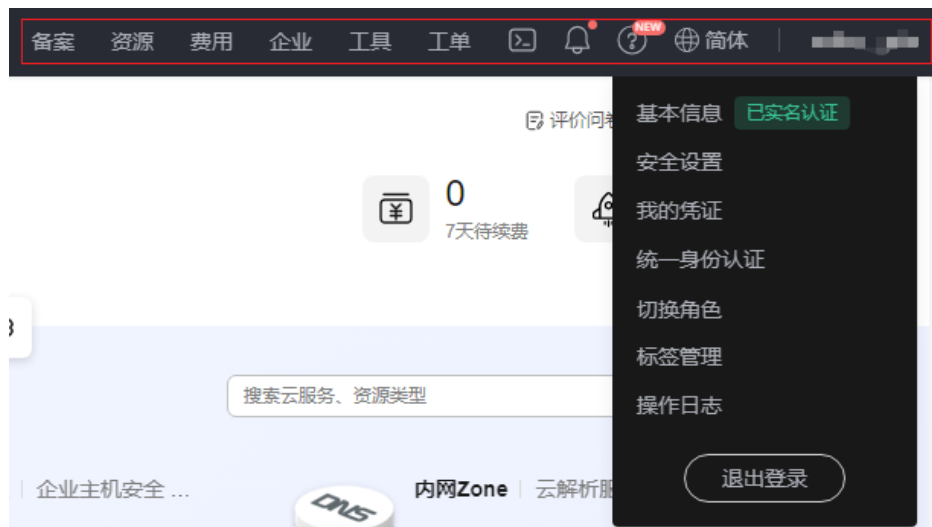 备案 资源 费用 企业 工具 工单 NEW 简体
基本信息 已实名认证
评价问
安全设置
0
7天待续费
我的凭证
统一身份认证
切换角色
标签管理
搜索云服务、资源类型
操作日志
退出登录
企业主机安全 ...
DNS
内网Zone 云解析服